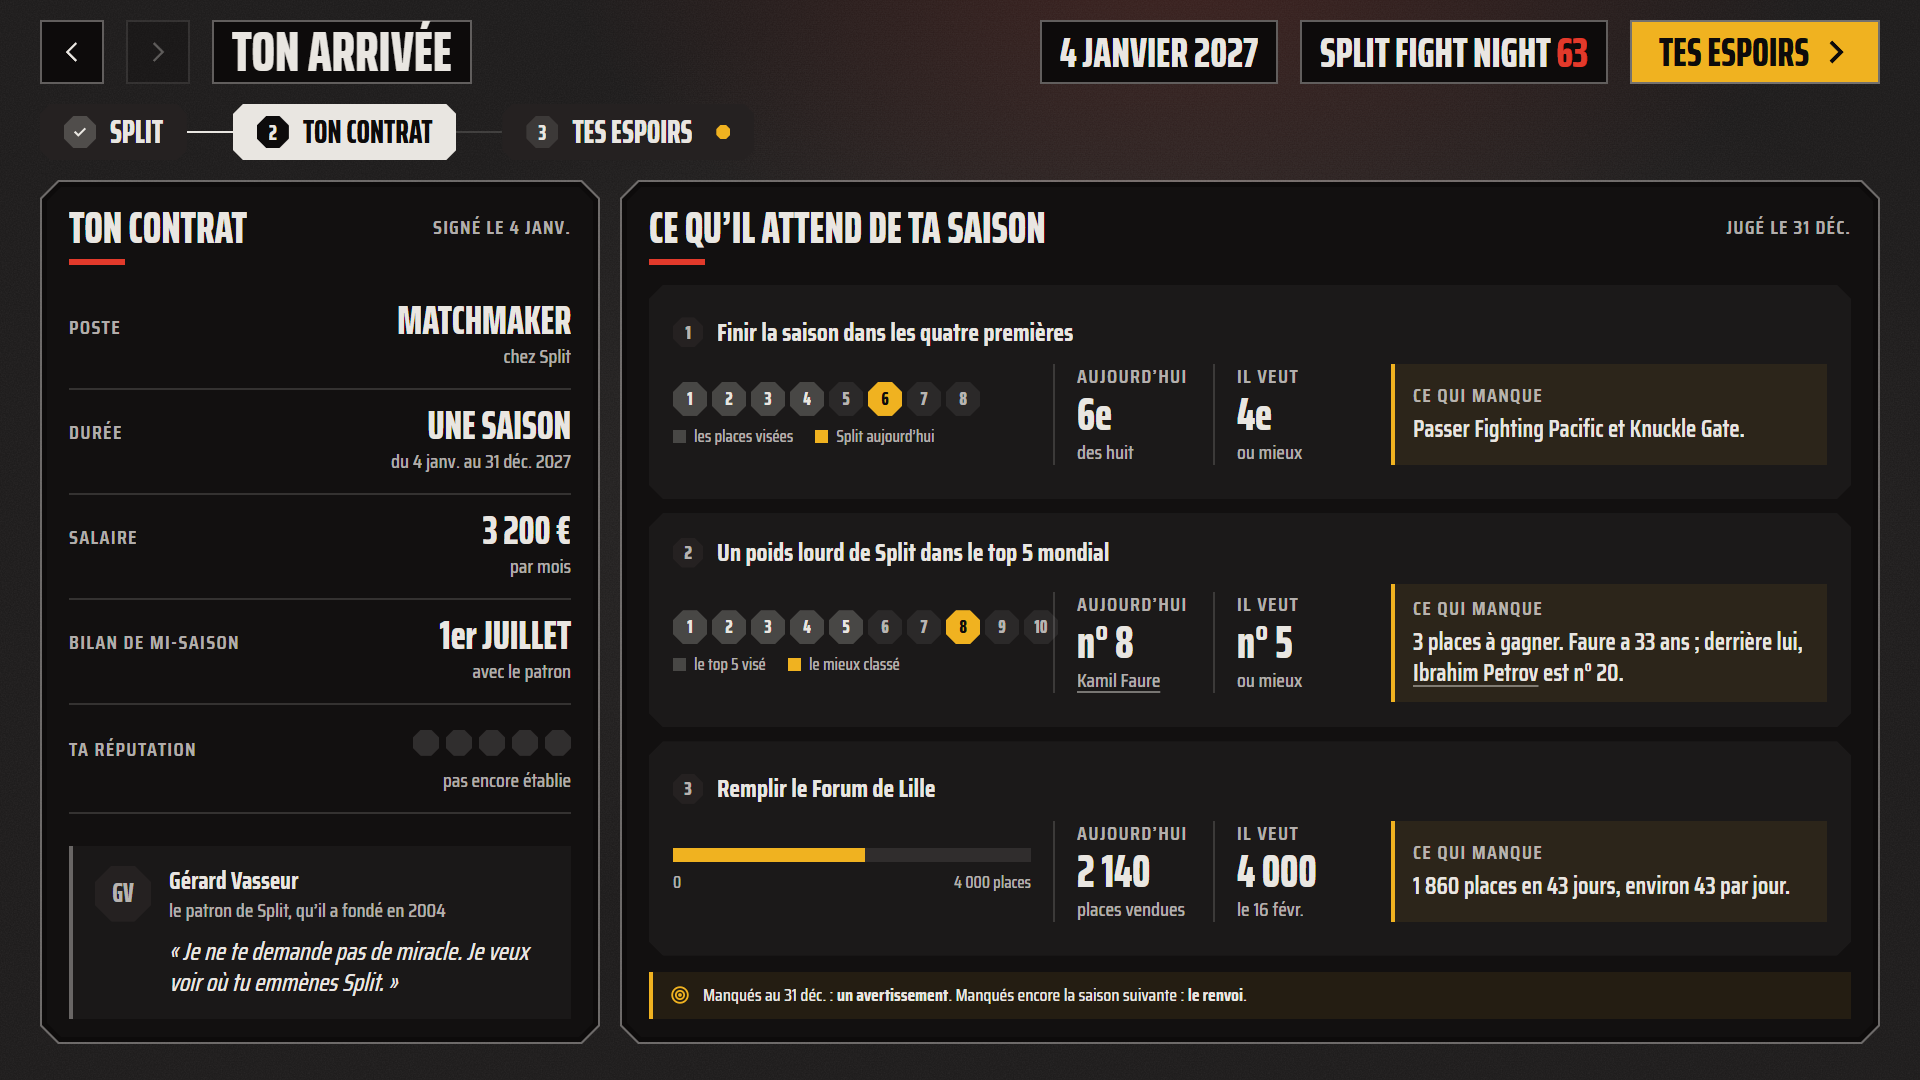 TON ARRIVÉE
4 JANVIER 2027
SPLIT FIGHT NIGHT 63
TES ESPOIRS
SPLIT
2 TON CONTRAT
3 TES ESPOIRS
TON CONTRAT
SIGNÉ LE 4 JANV.
POSTE
MATCHMAKER
chez Split
DURÉE
UNE SAISON
du 4 janv. au 31 déc. 2027
SALAIRE
3 200 €
par mois
BILAN DE MI-SAISON
1er JUILLET
avec le patron
TA RÉPUTATION
pas encore établie
GV
Gérard Vasseur
le patron de Split, qu’il a fondé en 2004
« Je ne te demande pas de miracle. Je veux
voir où tu emmènes Split. »
CE QU’IL ATTEND DE TA SAISON
JUGÉ LE 31 DÉC.
1 Finir la saison dans les quatre premières
1 2 3 4 5 6 7 8
les places visées Split aujourd’hui
AUJOURD’HUI
6e
des huit
IL VEUT
4e
ou mieux
CE QUI MANQUE
Passer Fighting Pacific et Knuckle Gate.
2 Un poids lourd de Split dans le top 5 mondial
1 2 3 4 5 6 7 8 9 10
le top 5 visé le mieux classé
AUJOURD’HUI
n° 8
Kamil Faure
IL VEUT
n° 5
ou mieux
CE QUI MANQUE
3 places à gagner. Faure a 33 ans ; derrière lui,
Ibrahim Petrov est n° 20.
3 Remplir le Forum de Lille
0 4 000 places
AUJOURD’HUI
2 140
places vendues
IL VEUT
4 000
le 16 févr.
CE QUI MANQUE
1 860 places en 43 jours, environ 43 par jour.
Manqués au 31 déc. : un avertissement. Manqués encore la saison suivante : le renvoi.